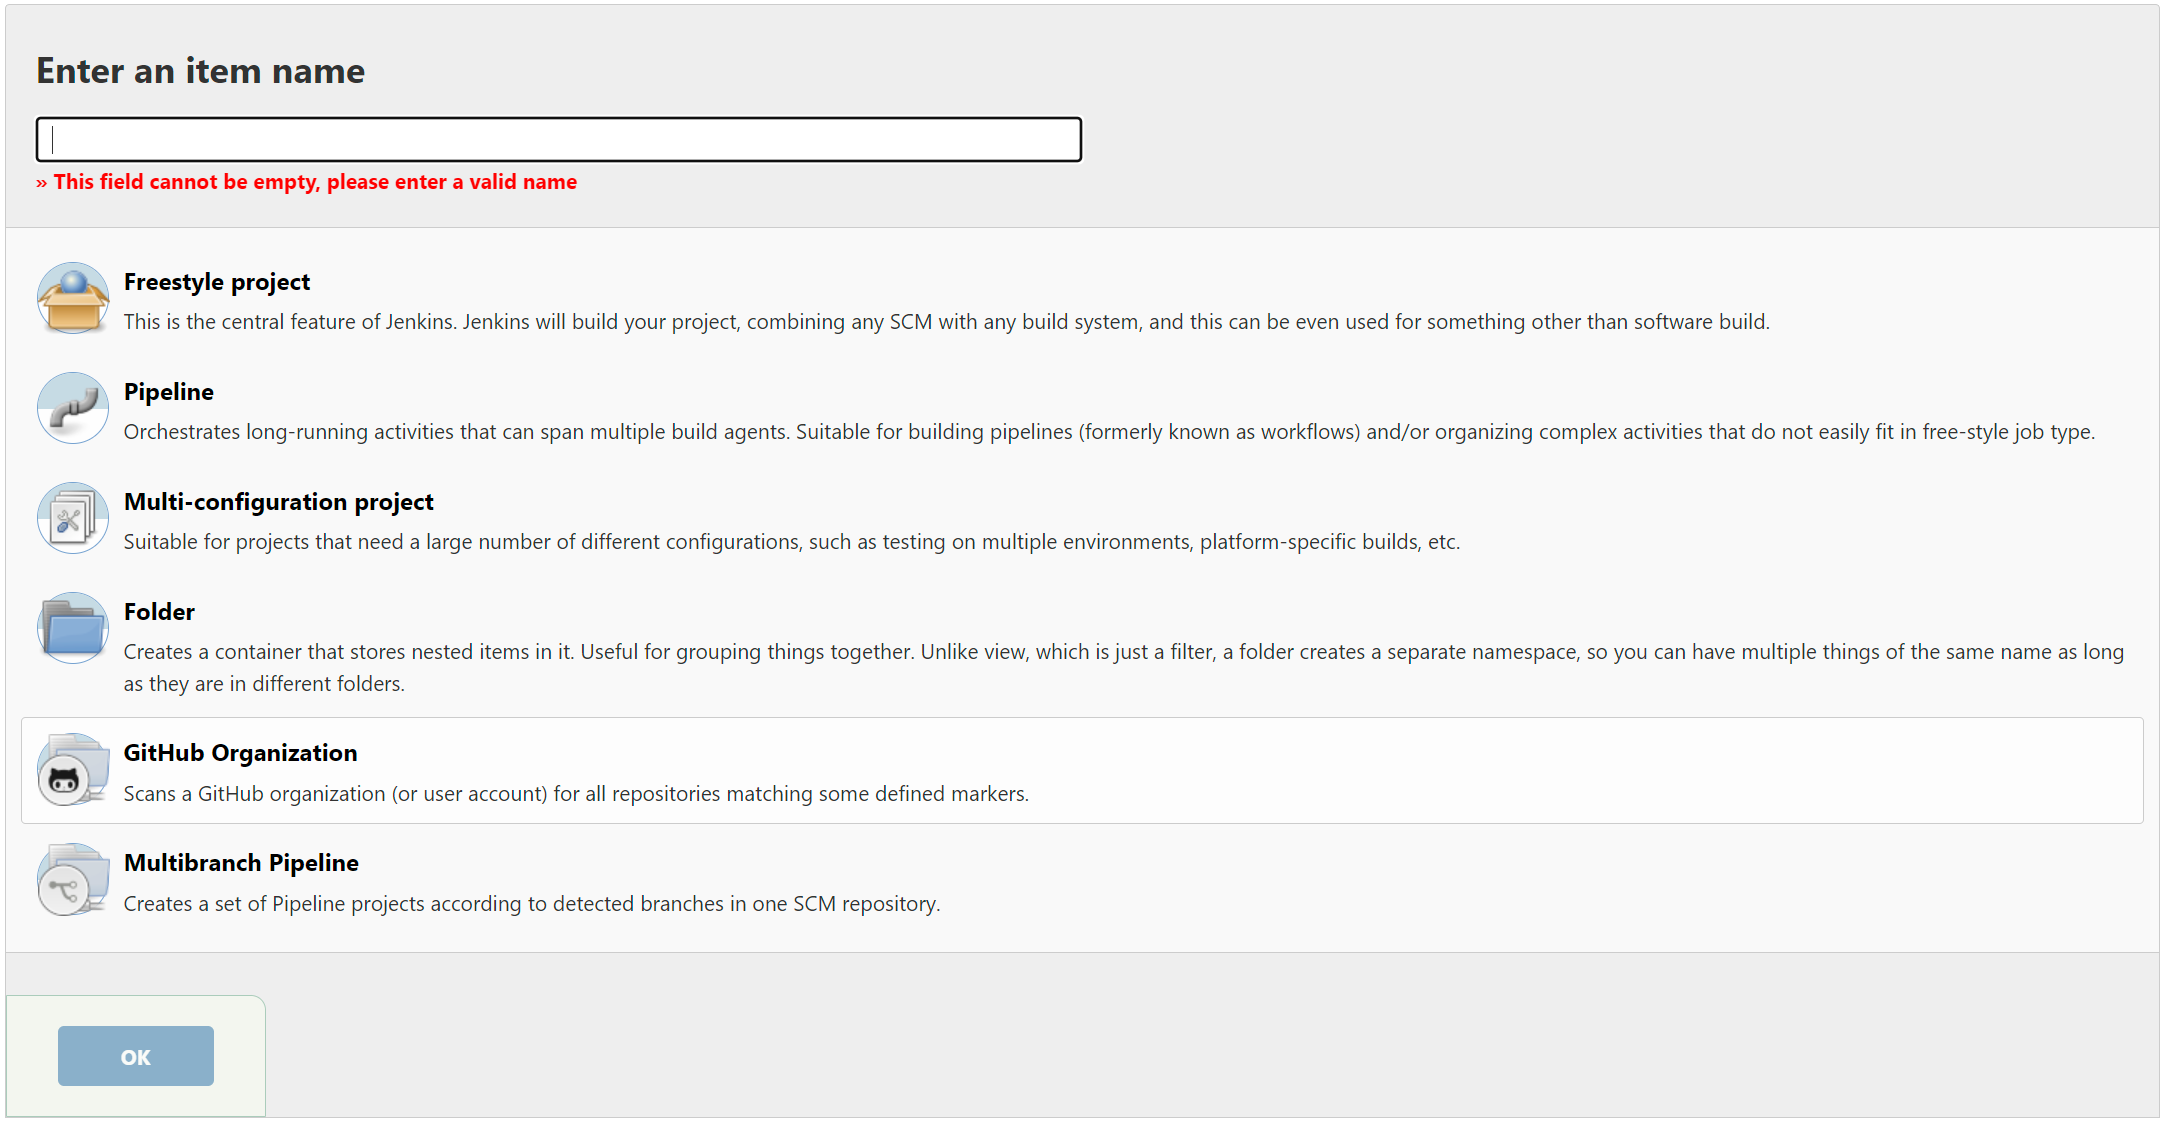 Enter an item name
» This field cannot be empty, please enter a valid name
Freestyle project
This is the central feature of Jenkins. Jenkins will build your project, combining any SCM with any build system, and this can be even used for something other than software build.
Pipeline
Orchestrates long-running activities that can span multiple build agents. Suitable for building pipelines (formerly known as workflows) and/or organizing complex activities that do not easily fit in free-style job type.
Multi-configuration project
Suitable for projects that need a large number of different configurations, such as testing on multiple environments, platform-specific builds, etc.
Folder
Creates a container that stores nested items in it. Useful for grouping things together. Unlike view, which is just a filter, a folder creates a separate namespace, so you can have multiple things of the same name as long
as they are in different folders.
GitHub Organization
Scans a GitHub organization (or user account) for all repositories matching some defined markers.
Multibranch Pipeline
Creates a set of Pipeline projects according to detected branches in one SCM repository.
OK